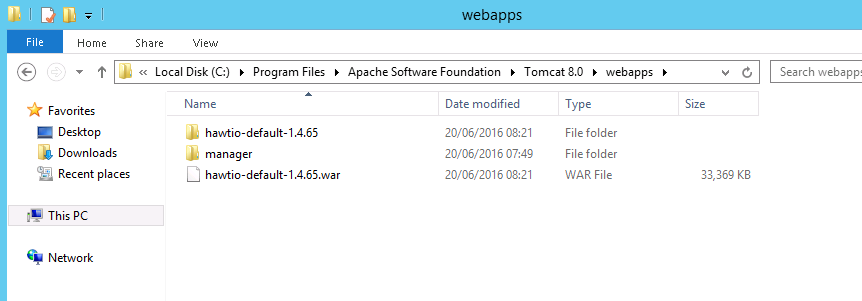 webapps
File Home Share View
« Local Disk (C:) Program Files Apache Software Foundation Tomcat 8.0 webapps Search webapps
Favorites
Desktop
Downloads
Recent places
This PC
Network
Name Date modified Type Size
hawtio-default-1.4.65 20/06/2016 08:21 File folder
manager 20/06/2016 07:49 File folder
hawtio-default-1.4.65.war 20/06/2016 08:21 WAR File 33,369 KB